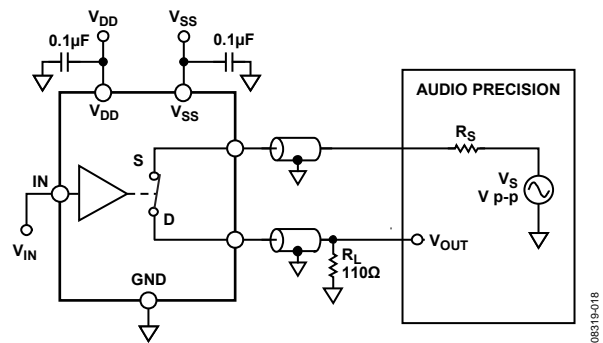 VDD
VSS
0.1µF
0.1µF
VDD
VSS
AUDIO PRECISION
RS
S
VS
V p-p
IN
D
VIN
VOUT
RL
110Ω
GND
08319-018